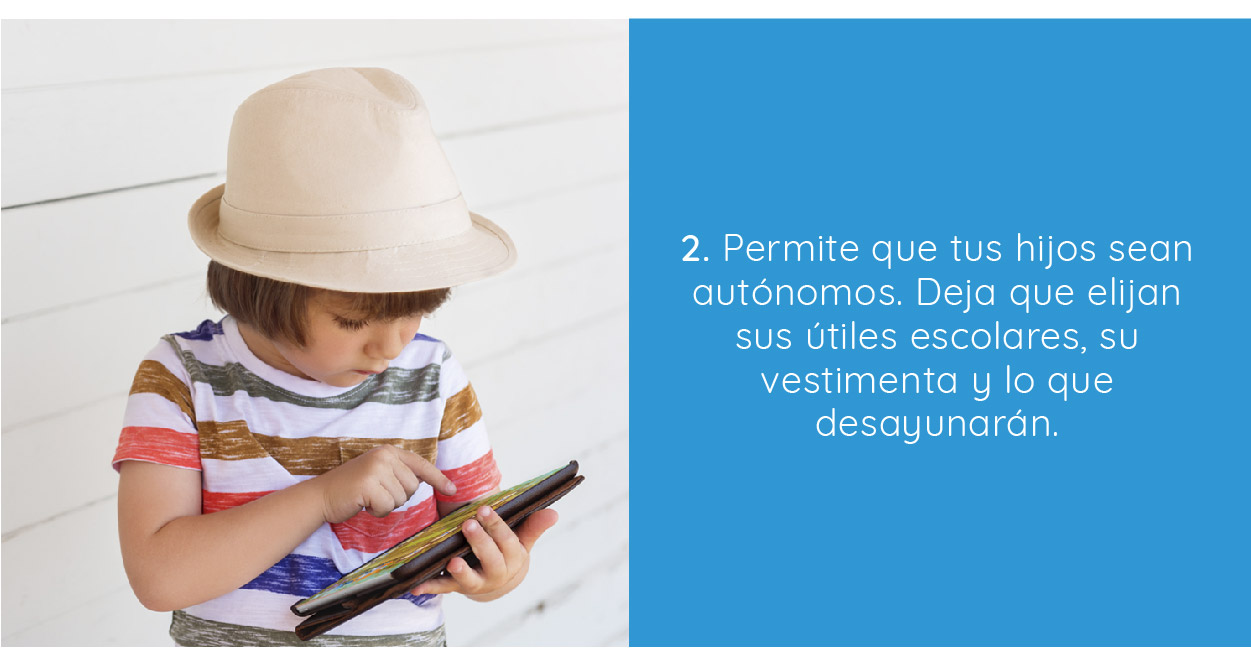 2. Permite que tus hijos sean
autónomos. Deja que elijan
sus útiles escolares, su
vestimenta y lo que
desayunarán.